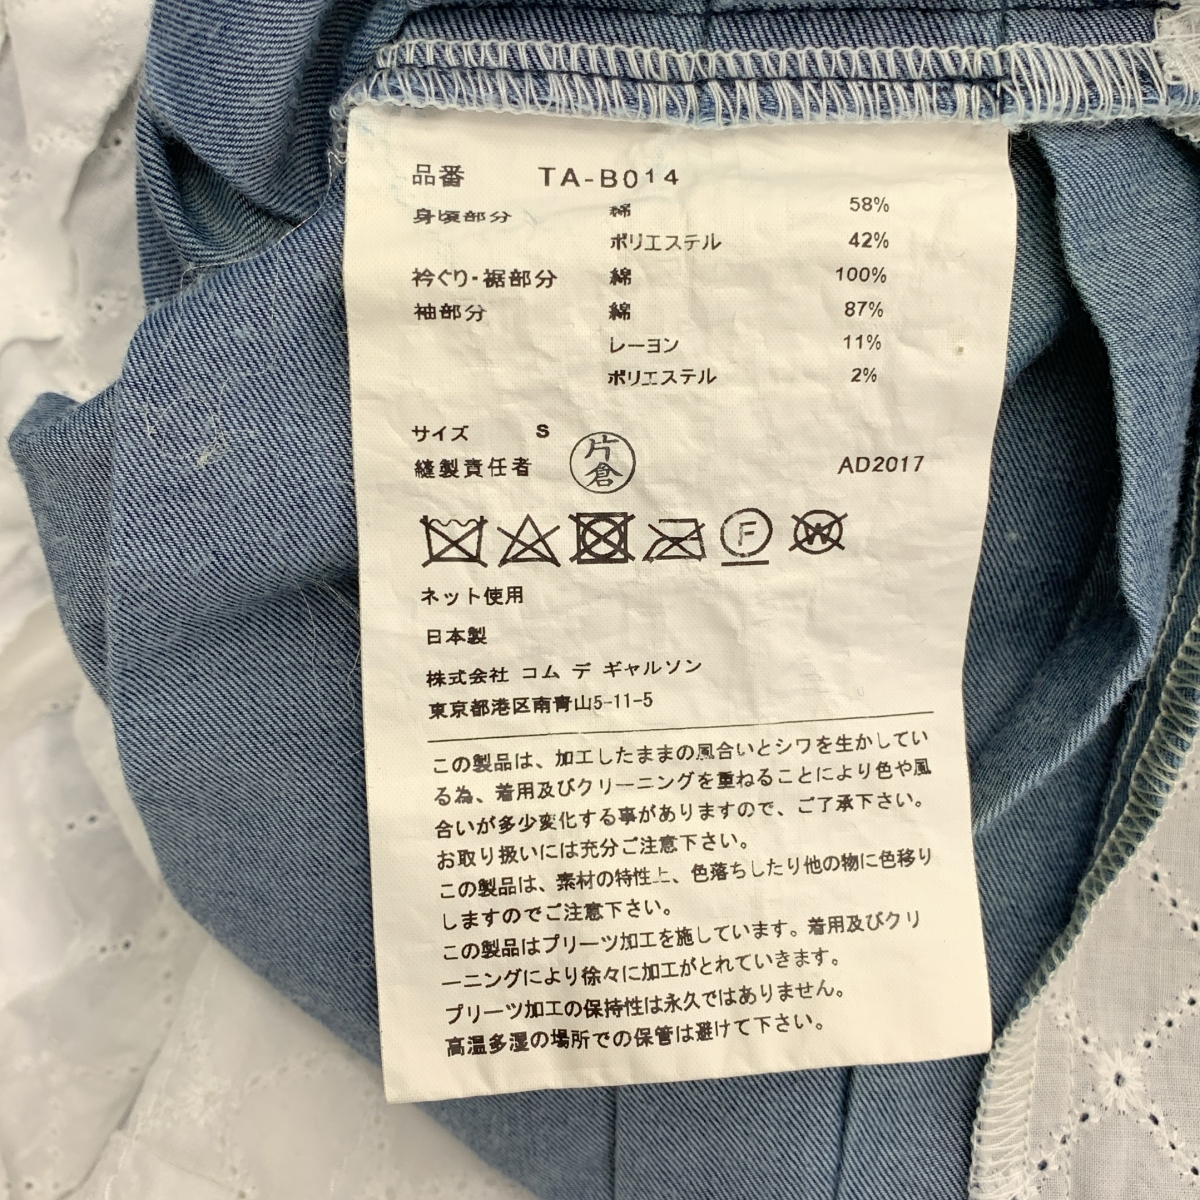 品番 TA-B014
身頃部分 綿 58%
ポリエステル 42%
衿ぐり・裾部分 綿 100%
袖部分 綿 87%
レーヨン 11%
ポリエステル 2%
サイズ S
縫製責任者 片倉 AD2017
F W
ネット使用
日本製
株式会社 コム デ ギャルソン
東京都港区南青山5-11-5
この製品は、加工したままの風合いとシワを生かしてい
る為、着用及びクリーニングを重ねることにより色や風
合いが多少変化する事がありますので、ご了承下さい。
お取り扱いには充分ご注意下さい。
この製品は、素材の特性上、色落ちしたり他の物に色移り
しますのでご注意下さい。
この製品はプリーツ加工を施しています。着用及びクリ
ーニングにより徐々に加工がとれていきます。
プリーツ加工の保持性は永久ではありません。
高温多湿の場所での保管は避けて下さい。